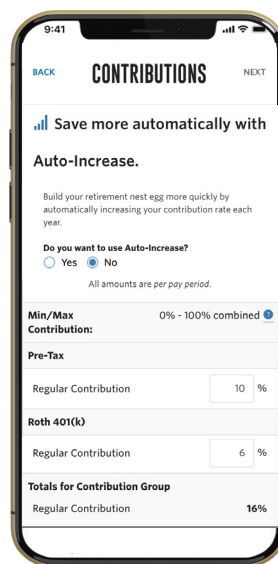 9:41
BACK CONTRIBUTIONS NEXT
Save more automatically with
Auto-Increase.
Build your retirement nest egg more quickly by
automatically increasing your contribution rate each
year.
Do you want to use Auto-Increase?
Yes No
All amounts are per pay period.
Min/Max 0% - 100% combined ?
Contribution:
Pre-Tax
Regular Contribution 10 %
Roth 401(k)
Regular Contribution 6 %
Totals for Contribution Group
Regular Contribution 16%